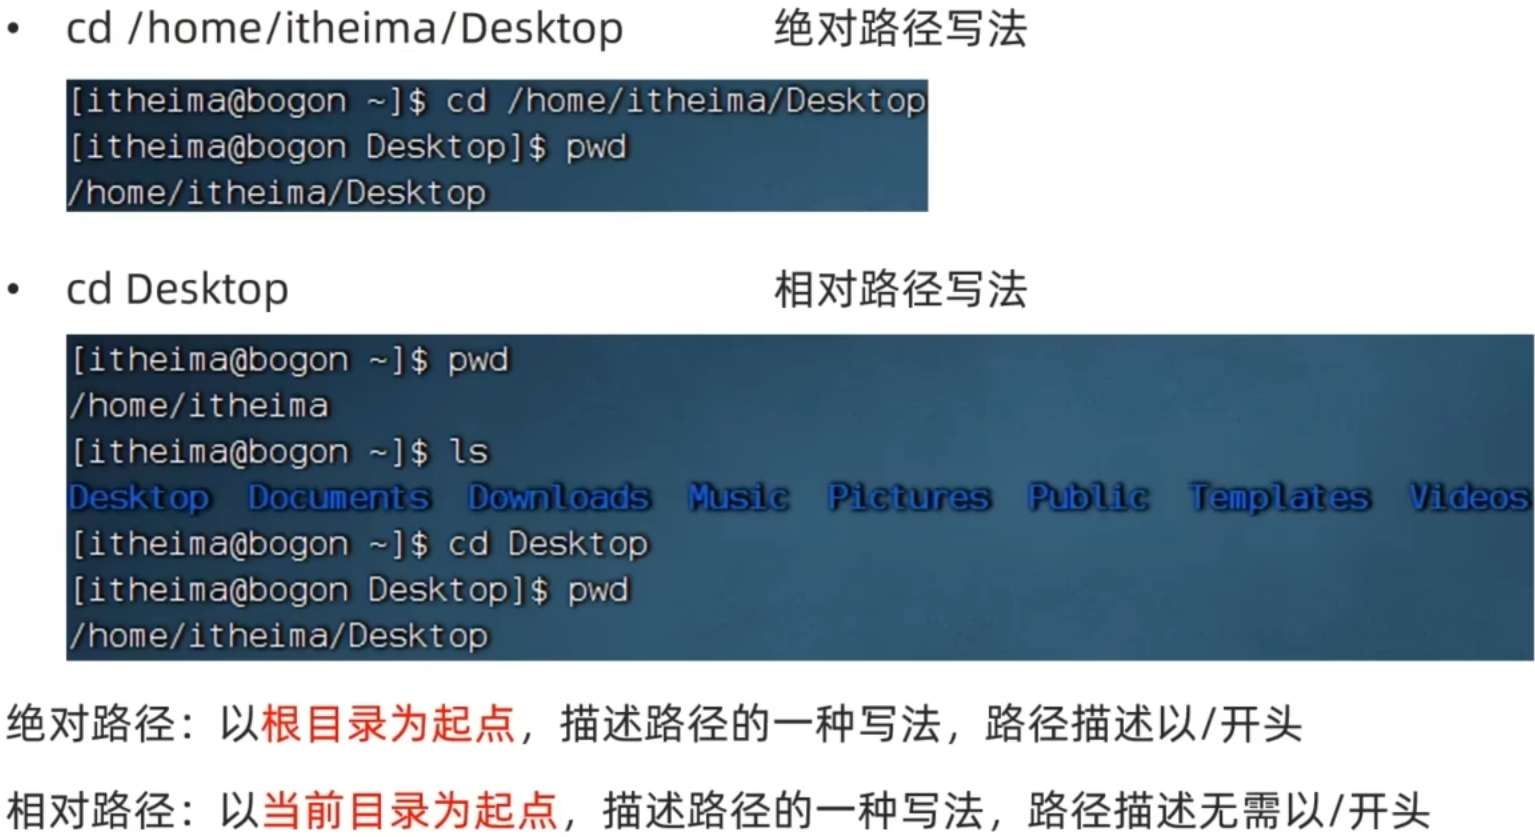 • cd /home/itheima/Desktop 绝对路径写法
[itheima@bogon ~]$ cd /home/itheima/Desktop
[itheima@bogon Desktop]$ pwd
/home/itheima/Desktop
• cd Desktop 相对路径写法
[itheima@bogon ~]$ pwd
/home/itheima
[itheima@bogon ~]$ ls
Desktop Documents Downloads Music Pictures Public Templates Videos
[itheima@bogon ~]$ cd Desktop
[itheima@bogon Desktop]$ pwd
/home/itheima/Desktop
绝对路径：以根目录为起点，描述路径的一种写法，路径描述以/开头
相对路径：以当前目录为起点，描述路径的一种写法，路径描述无需以/开头